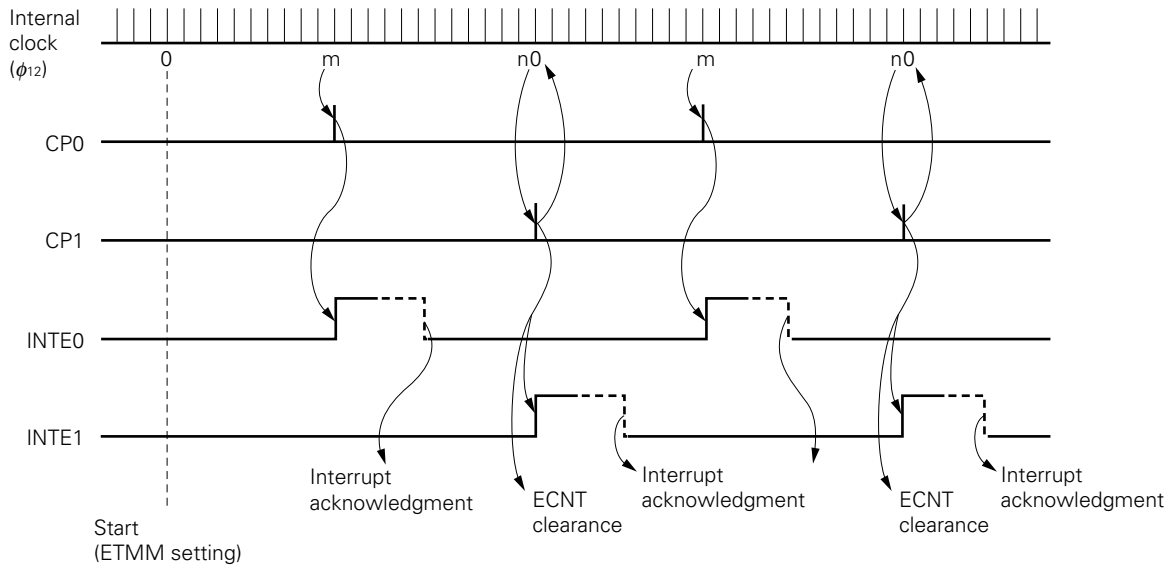 Internal
clock
(ϕ12)
0
m
n0
m
n0
CP0
CP1
INTE0
INTE1
Interrupt
acknowledgment
ECNT
clearance
Interrupt
acknowledgment
ECNT
clearance
Interrupt
acknowledgment
Start
(ETMM setting)